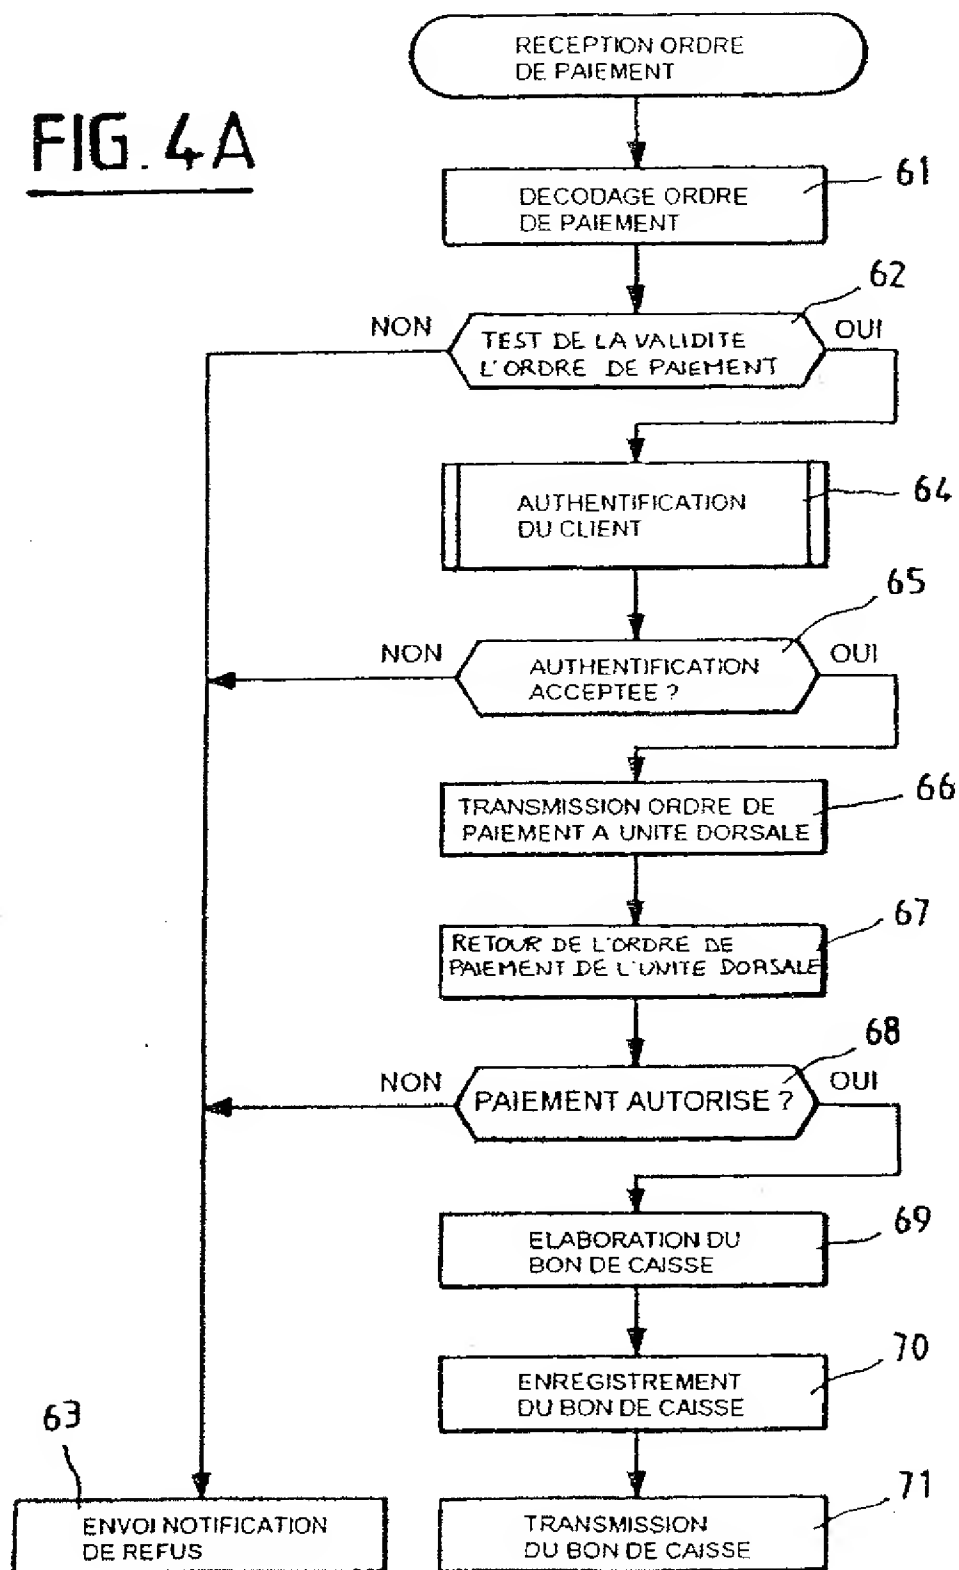 RECEPTION ORDRE
DE PAIEMENT
FIG. 4A
61
DECODAGE ORDRE
DE PAIEMENT
62
NON
OUI
TEST DE LA VALIDITE
L'ORDRE DE PAIEMENT
64
AUTHENTIFICATION
DU CLIENT
65
NON
OUI
AUTHENTIFICATION
ACCEPTEE ?
66
TRANSMISSION ORDRE DE
PAIEMENT A UNITE DORSALE
67
RETOUR DE L'ORDRE DE
PAIEMENT DE L'UNITE DORSALE
68
NON
OUI
PAIEMENT AUTORISE ?
69
ELABORATION DU
BON DE CAISSE
70
ENREGISTREMENT
DU BON DE CAISSE
63
71
ENVOI NOTIFICATION
DE REFUS
TRANSMISSION
DU BON DE CAISSE